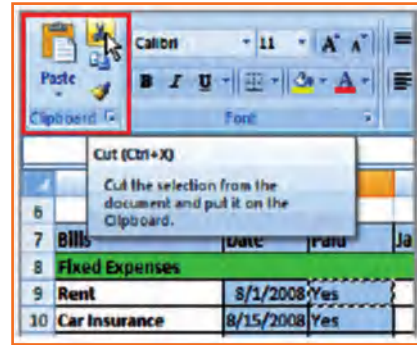 Calibri 11 A A
Paste B I U A
Clipboard Font
Cut (Ctrl+X)
Cut the selection from the
document and put it on the
Clipboard.
6
7 Bills Date Paid Ja
8 Fixed Expenses
9 Rent 8/1/2008 Yes
10 Car Insurance 8/15/2008 Yes